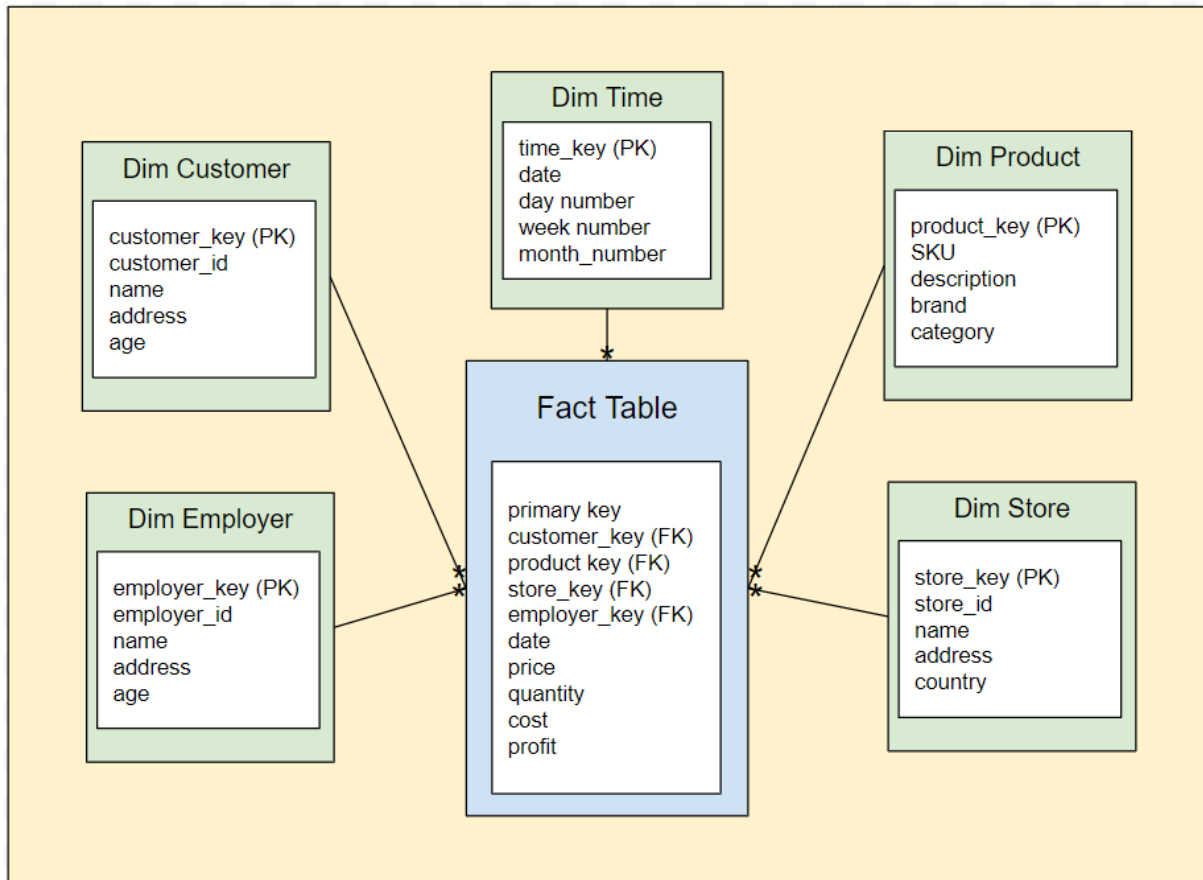 Dim Time
time_key (PK)
date
day number
week number
month_number
Dim Customer
customer_key (PK)
customer_id
name
address
age
Dim Product
product_key (PK)
SKU
description
brand
category
Fact Table
primary key
customer_key (FK)
product key (FK)
store_key (FK)
employer_key (FK)
date
price
quantity
cost
profit
Dim Employer
employer_key (PK)
employer_id
name
address
age
Dim Store
store_key (PK)
store_id
name
address
country
*
*
*
*
*